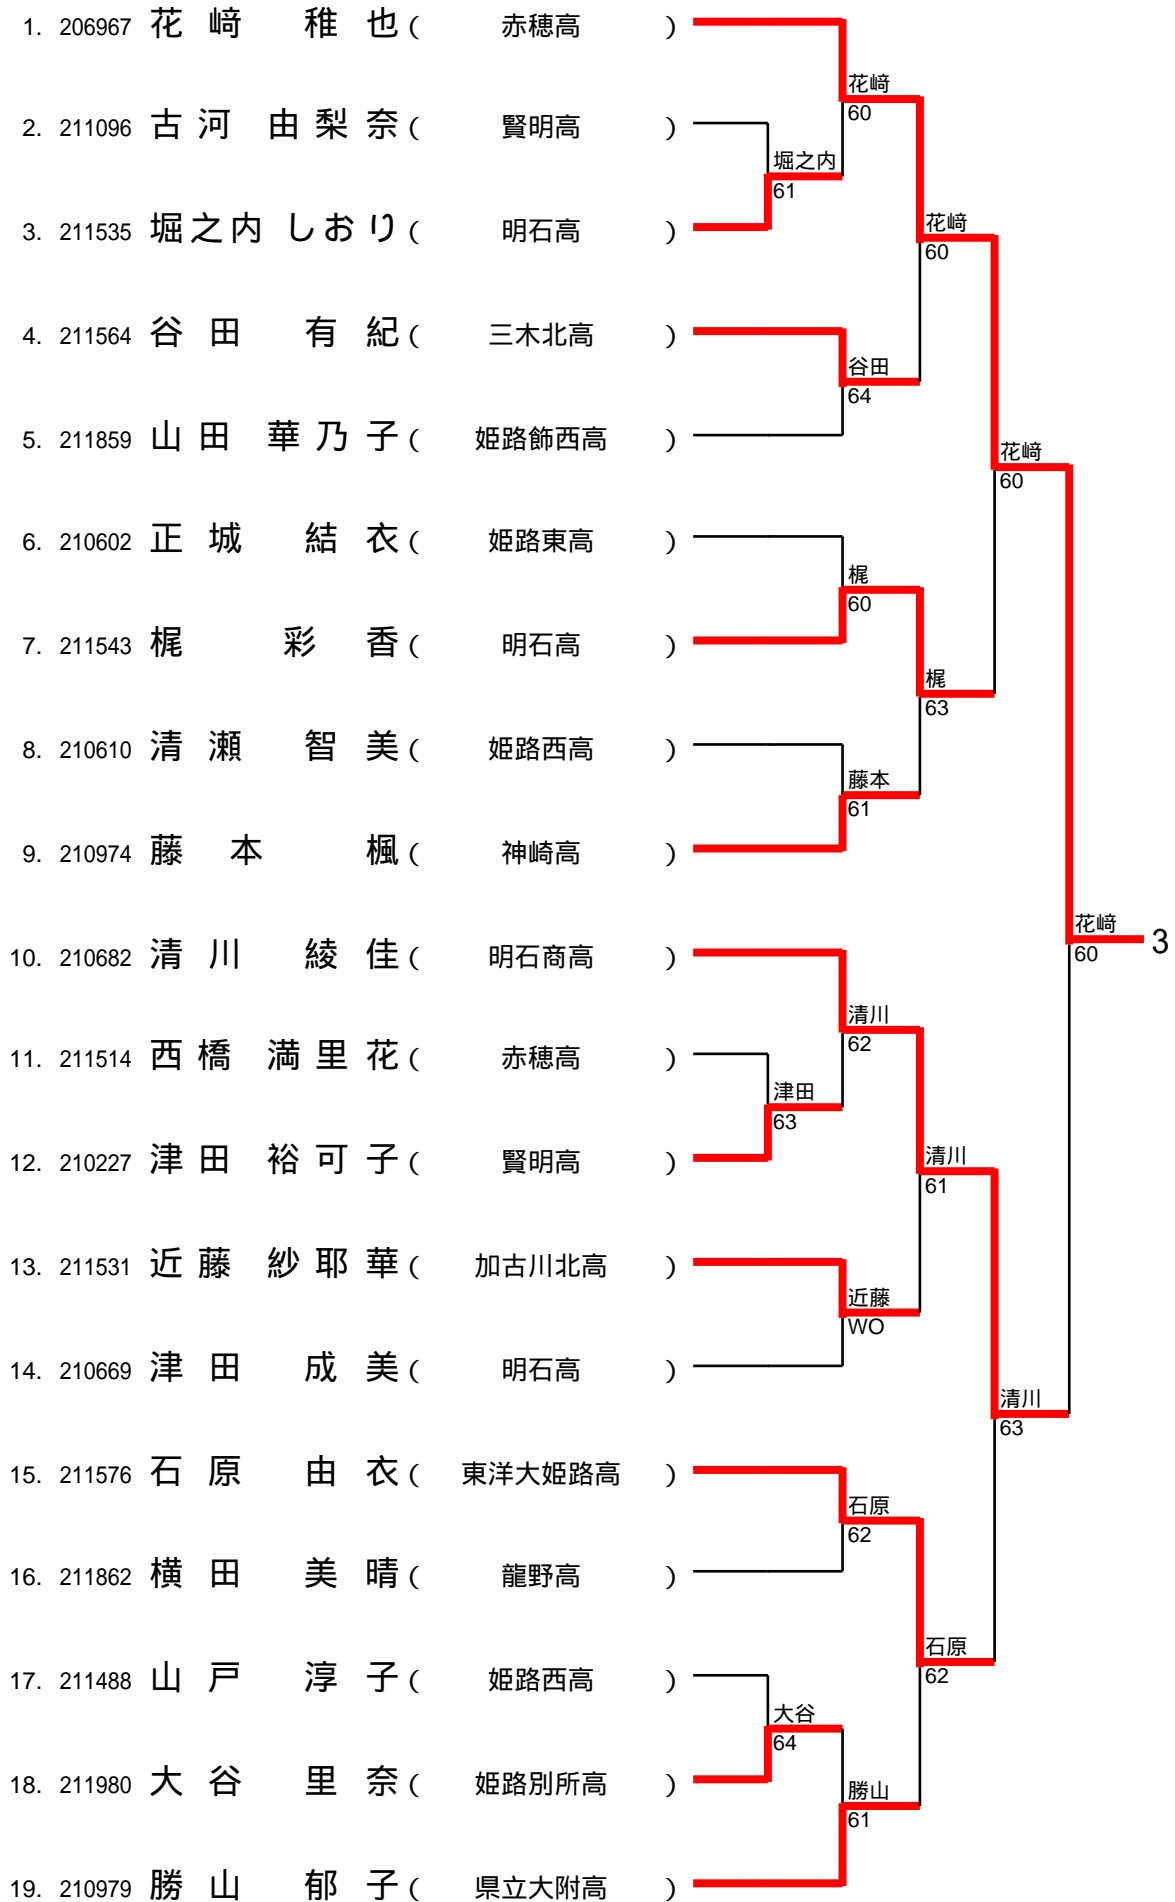 1. 206967 花﨑 稚也 ( 赤穂高 )
花﨑
60
2. 211096 古河 由梨奈 ( 賢明高 )
堀之内
61
3. 211535 堀之内 しおり ( 明石高 )
花﨑
60
4. 211564 谷田 有紀 ( 三木北高 )
谷田
64
5. 211859 山田 華乃子 ( 姫路飾西高 )
花﨑
60
6. 210602 正城 結衣 ( 姫路東高 )
梶
60
7. 211543 梶 彩香 ( 明石高 )
梶
63
8. 210610 清瀬 智美 ( 姫路西高 )
藤本
61
9. 210974 藤本 楓 ( 神崎高 )
花﨑
60
3
10. 210682 清川 綾佳 ( 明石商高 )
清川
62
11. 211514 西橋 満里花 ( 赤穂高 )
津田
63
12. 210227 津田 裕可子 ( 賢明高 )
清川
61
13. 211531 近藤 紗耶華 ( 加古川北高 )
近藤
WO
14. 210669 津田 成美 ( 明石高 )
清川
63
15. 211576 石原 由衣 ( 東洋大姫路高 )
石原
62
16. 211862 横田 美晴 ( 龍野高 )
石原
62
17. 211488 山戸 淳子 ( 姫路西高 )
大谷
64
18. 211980 大谷 里奈 ( 姫路別所高 )
勝山
61
19. 210979 勝山 郁子 ( 県立大附高 )